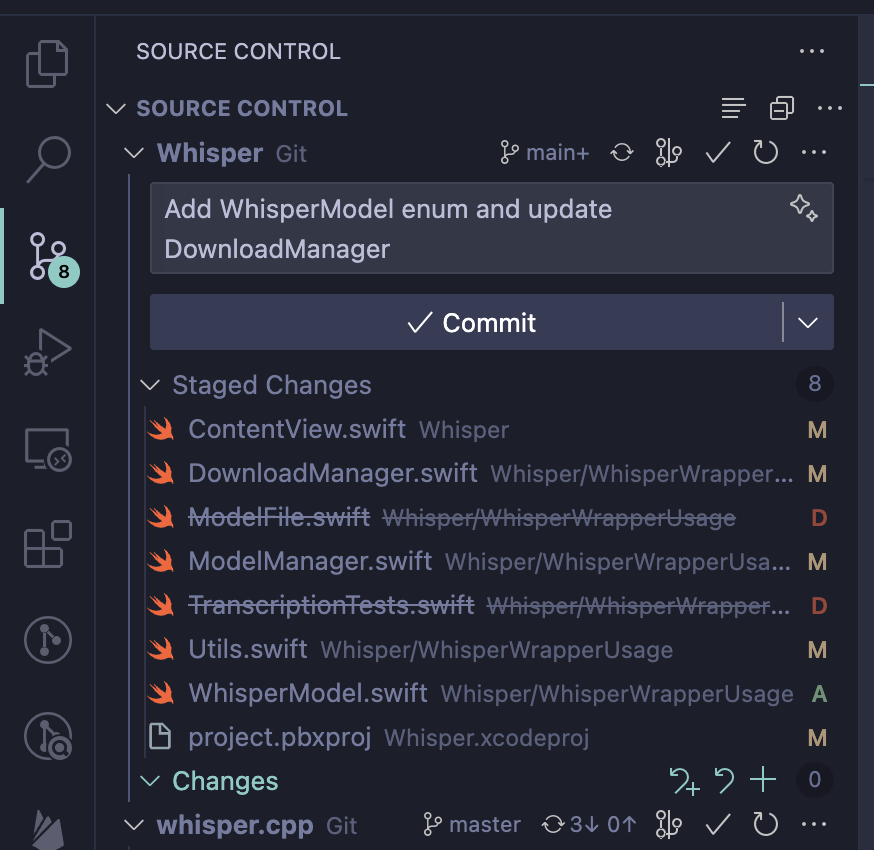 SOURCE CONTROL
SOURCE CONTROL
Whisper Git main+
Add WhisperModel enum and update
DownloadManager
8
Commit
Staged Changes 8
ContentView.swift Whisper M
DownloadManager.swift Whisper/WhisperWrapper... M
ModelFile.swift Whisper/WhisperWrapperUsage D
ModelManager.swift Whisper/WhisperWrapperUsa... M
TranscriptionTests.swift Whisper/WhisperWrapper... D
Utils.swift Whisper/WhisperWrapperUsage M
WhisperModel.swift Whisper/WhisperWrapperUsage A
project.pbxproj Whisper.xcodeproj M
Changes 0
whisper.cpp Git master 3↓ 0↑